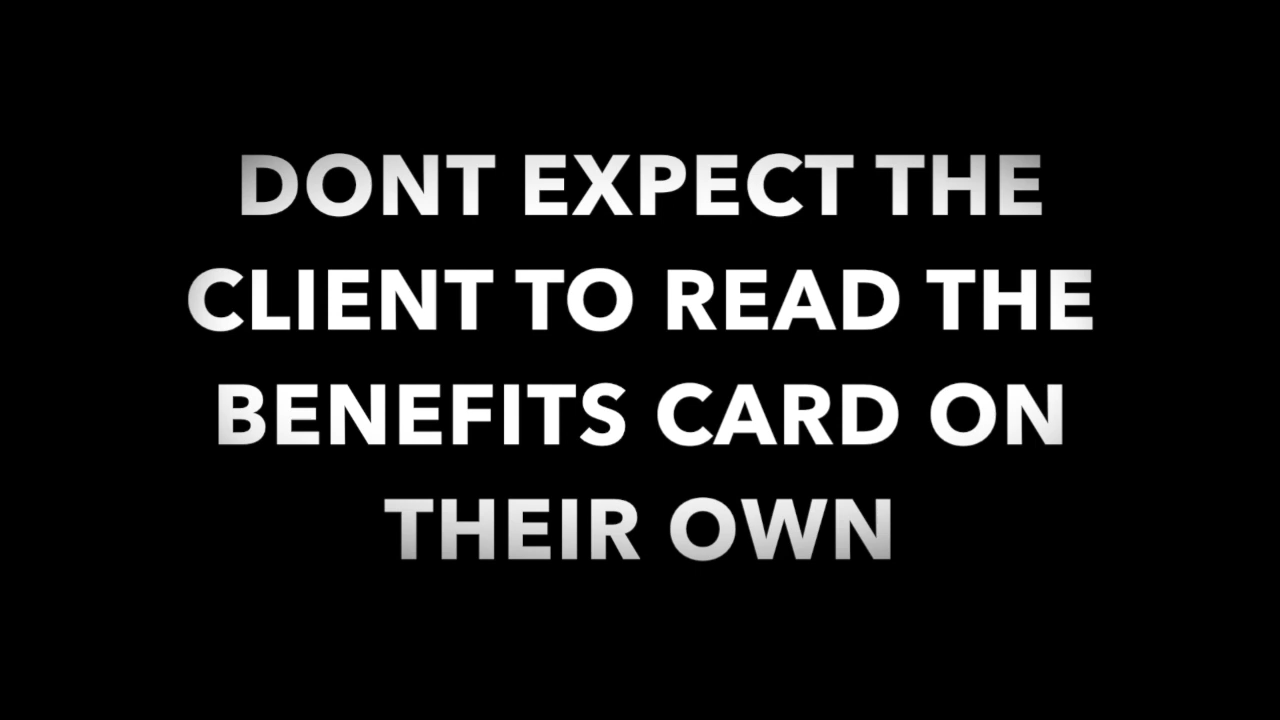 DONT EXPECT THE
CLIENT TO READ THE
BENEFITS CARD ON
THEIR OWN